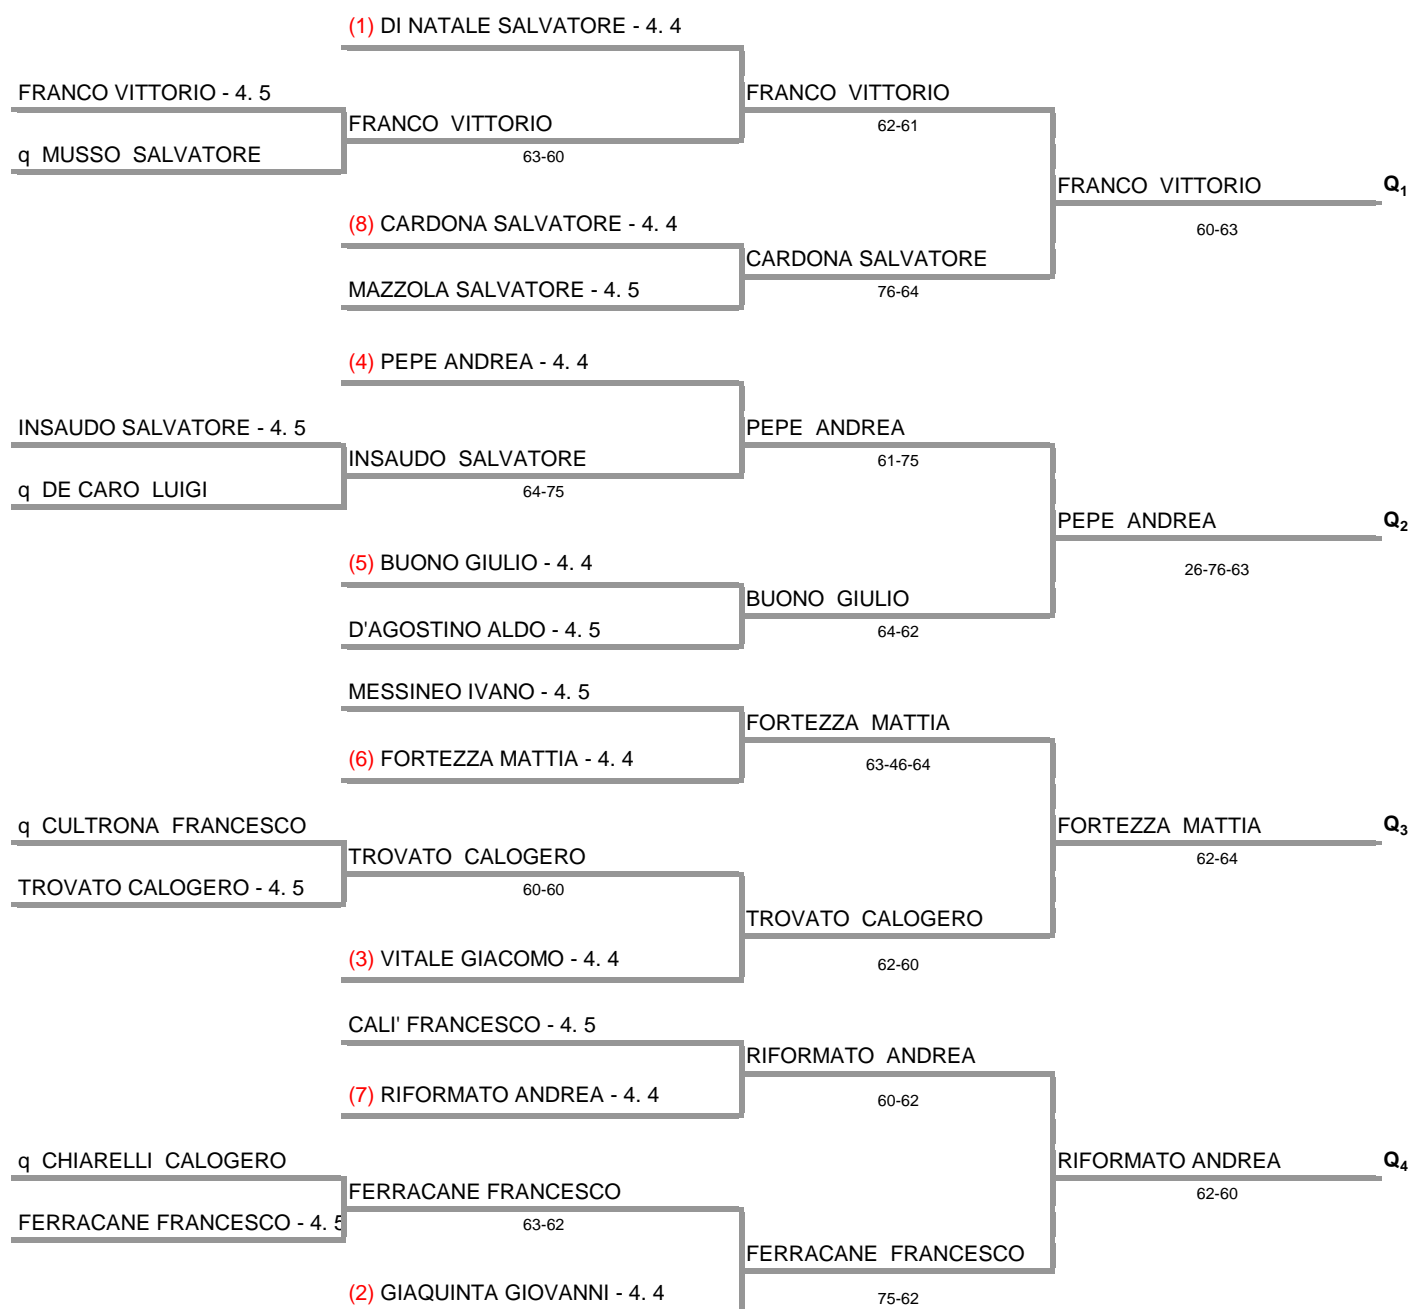 (1) DI NATALE SALVATORE - 4. 4
FRANCO VITTORIO - 4. 5
FRANCO VITTORIO
FRANCO VITTORIO
62-61
q MUSSO SALVATORE
63-60
FRANCO VITTORIO
Q1
60-63
(8) CARDONA SALVATORE - 4. 4
CARDONA SALVATORE
MAZZOLA SALVATORE - 4. 5
76-64
(4) PEPE ANDREA - 4. 4
INSAUDO SALVATORE - 4. 5
PEPE ANDREA
INSAUDO SALVATORE
61-75
q DE CARO LUIGI
64-75
PEPE ANDREA
Q2
26-76-63
(5) BUONO GIULIO - 4. 4
BUONO GIULIO
D'AGOSTINO ALDO - 4. 5
64-62
MESSINEO IVANO - 4. 5
FORTEZZA MATTIA
(6) FORTEZZA MATTIA - 4. 4
63-46-64
q CULTRONA FRANCESCO
FORTEZZA MATTIA
Q3
TROVATO CALOGERO
62-64
TROVATO CALOGERO - 4. 5
60-60
TROVATO CALOGERO
(3) VITALE GIACOMO - 4. 4
62-60
CALI' FRANCESCO - 4. 5
RIFORMATO ANDREA
(7) RIFORMATO ANDREA - 4. 4
60-62
q CHIARELLI CALOGERO
RIFORMATO ANDREA
Q4
FERRACANE FRANCESCO
62-60
FERRACANE FRANCESCO - 4. 5
63-62
FERRACANE FRANCESCO
(2) GIAQUINTA GIOVANNI - 4. 4
75-62